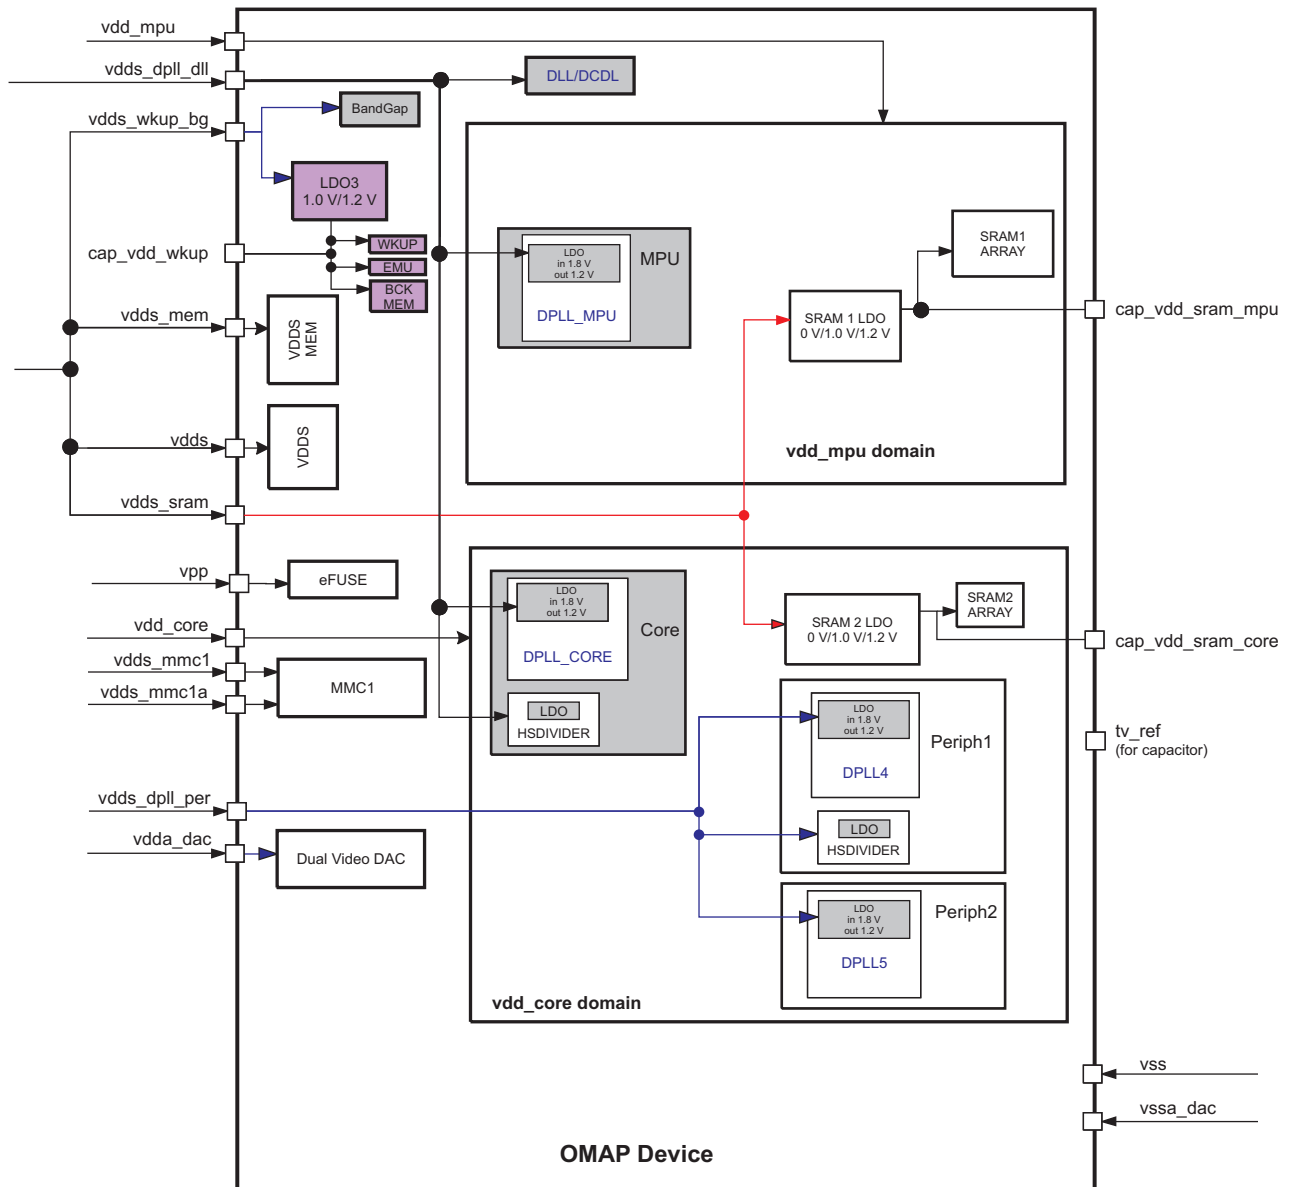 vdd_mpu
vdds_dpll_dll
DLL/DCDL
BandGap
vdds_wkup_bg
LDO3
1.0 V/1.2 V
cap_vdd_wkup
WKUP
EMU
BCK
MEM
LDO
in 1.8 V
out 1.2 V
DPLL_MPU
MPU
SRAM1
ARRAY
SRAM 1 LDO
0 V/1.0 V/1.2 V
cap_vdd_sram_mpu
vdds_mem
VDDS
MEM
vdds
VDDS
vdd_mpu domain
vdds_sram
vpp
eFUSE
LDO
in 1.8 V
out 1.2 V
DPLL_CORE
Core
LDO
HSDIVIDER
SRAM 2 LDO
0 V/1.0 V/1.2 V
SRAM2
ARRAY
cap_vdd_sram_core
vdd_core
vdds_mmc1
vdds_mmc1a
MMC1
LDO
in 1.8 V
out 1.2 V
DPLL4
Periph1
LDO
HSDIVIDER
tv_ref
(for capacitor)
vdds_dpll_per
vdda_dac
Dual Video DAC
LDO
in 1.8 V
out 1.2 V
DPLL5
Periph2
vdd_core domain
vss
vssa_dac
OMAP Device